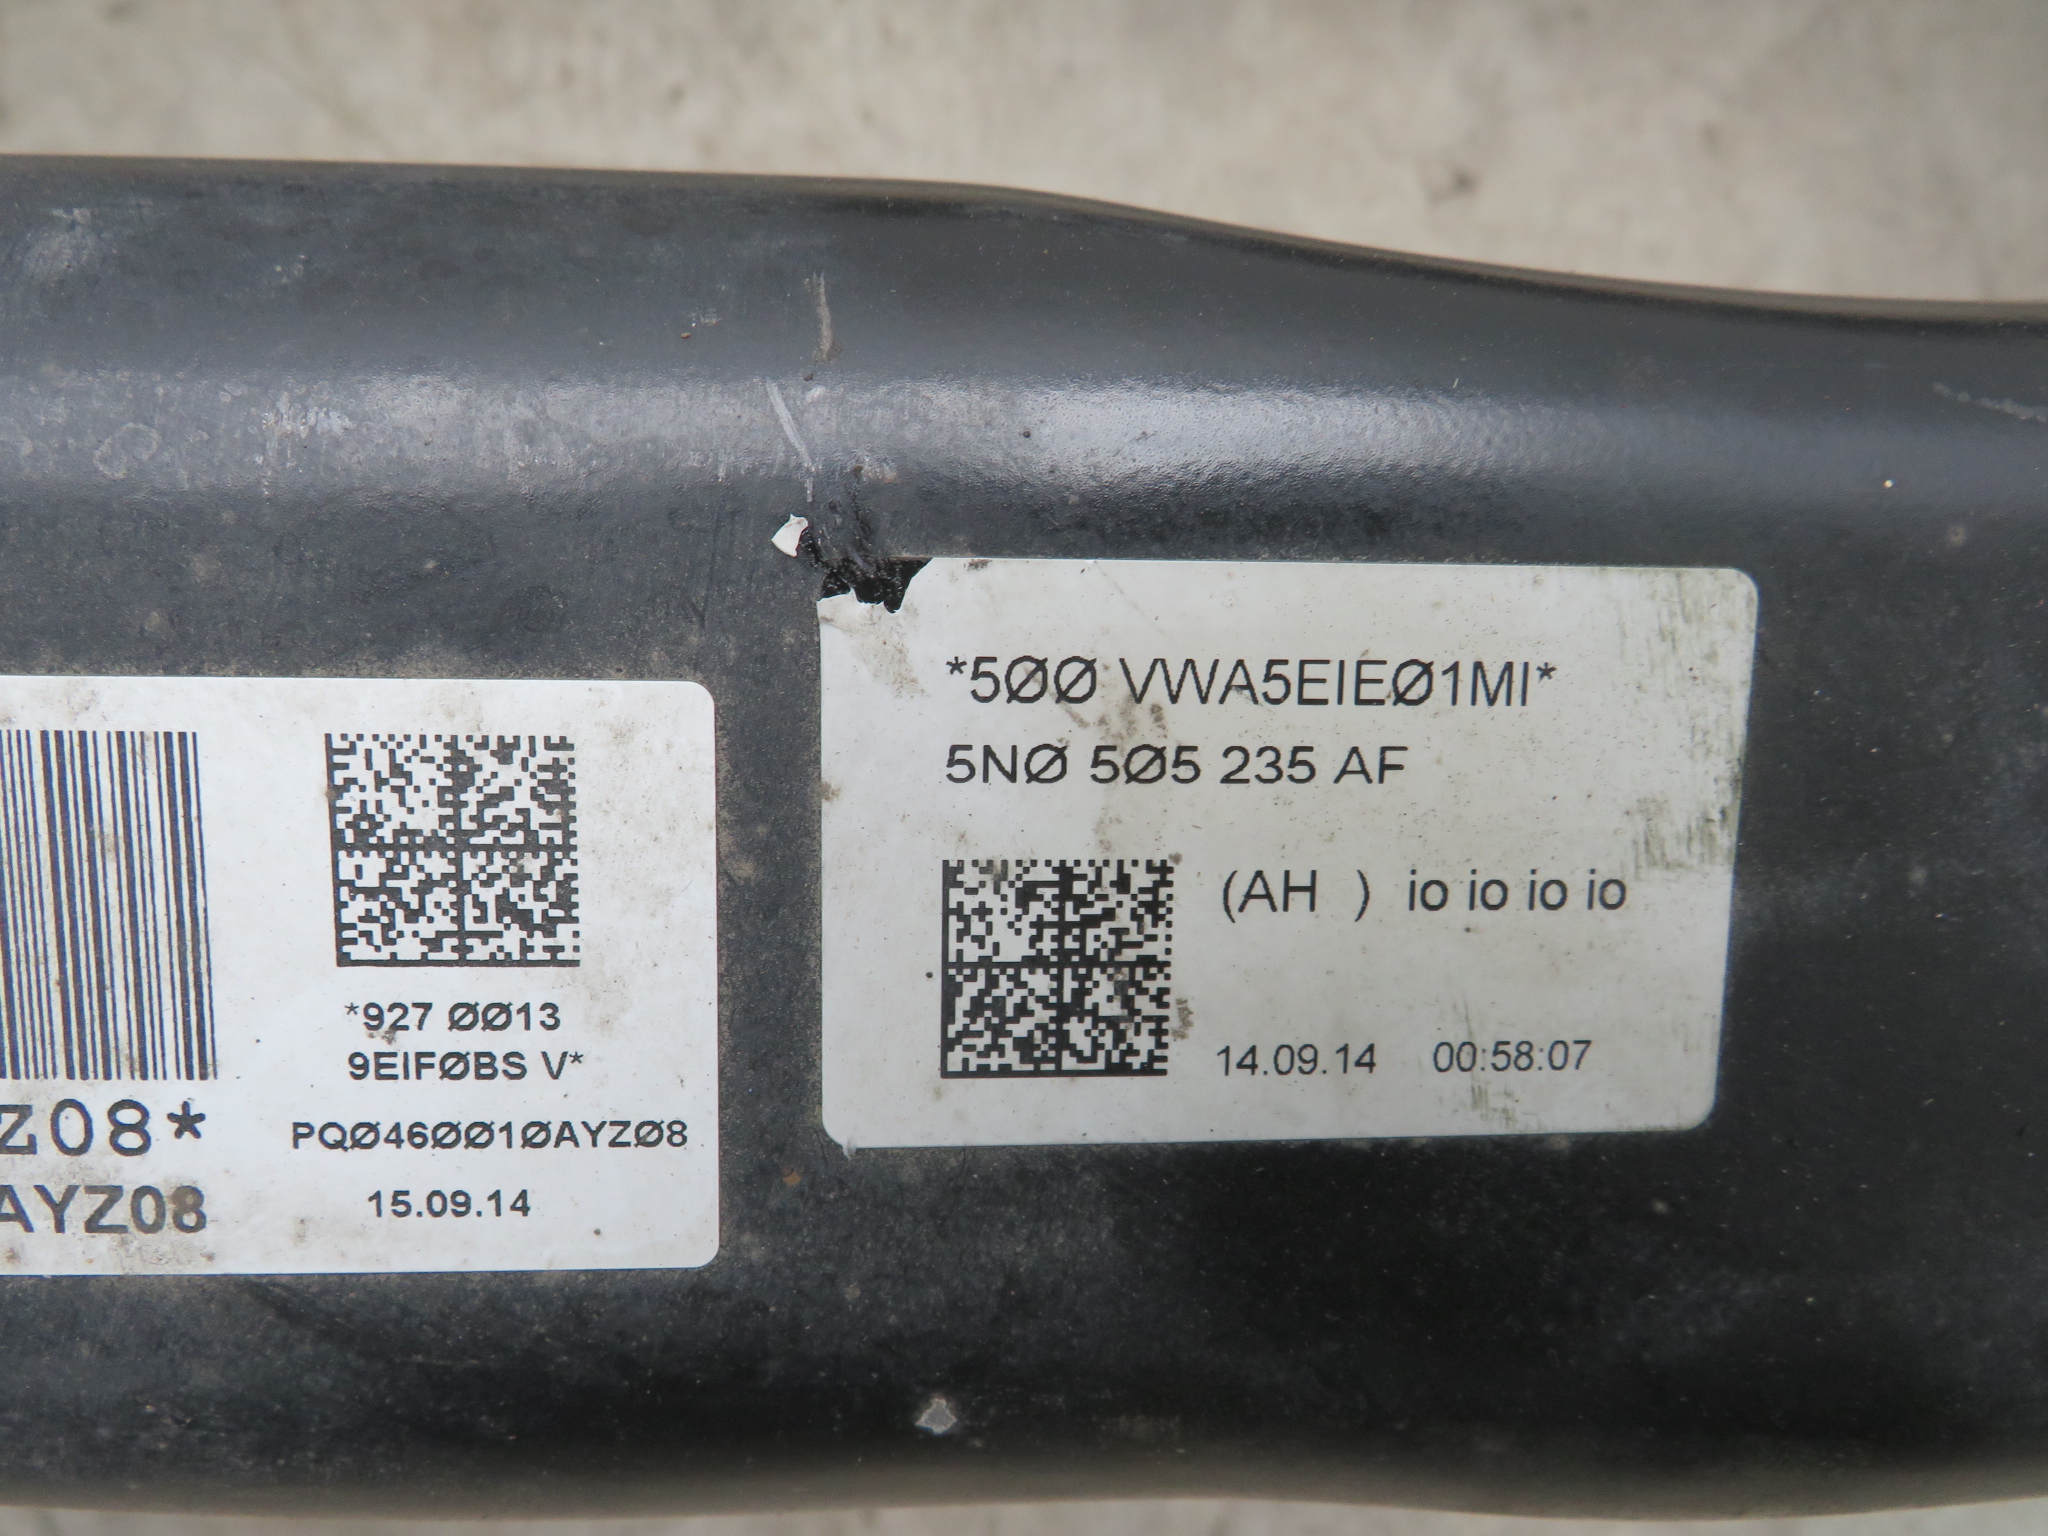 Z08*
AYZ08
*927 ØØ13
9EIFØBS V*
PQØ46ØØ1ØAYZØ8
15.09.14
*5ØØ VWA5EIEØ1MI*
5NØ 5Ø5 235 AF
(AH ) io io io io
14.09.14 00:58:07